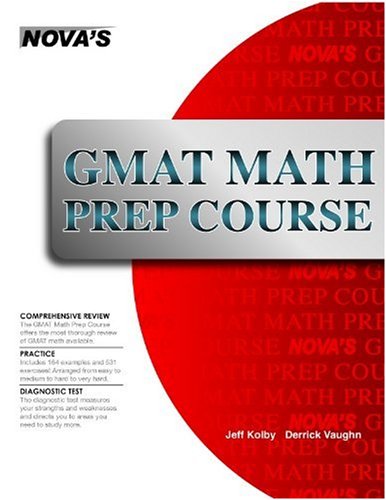 NOVA'S
GMAT MATH
PREP COURSE
COMPREHENSIVE REVIEW
The GMAT Math Prep Course
offers the most thorough review
of GMAT math available.
PRACTICE
Includes 164 examples and 531
exercises! Arranged from easy to
medium to hard to very hard.
DIAGNOSTIC TEST
The diagnostic test measures
your strengths and weaknesses
and directs you to areas you
need to study more.
Jeff Kolby Derrick Vaughn